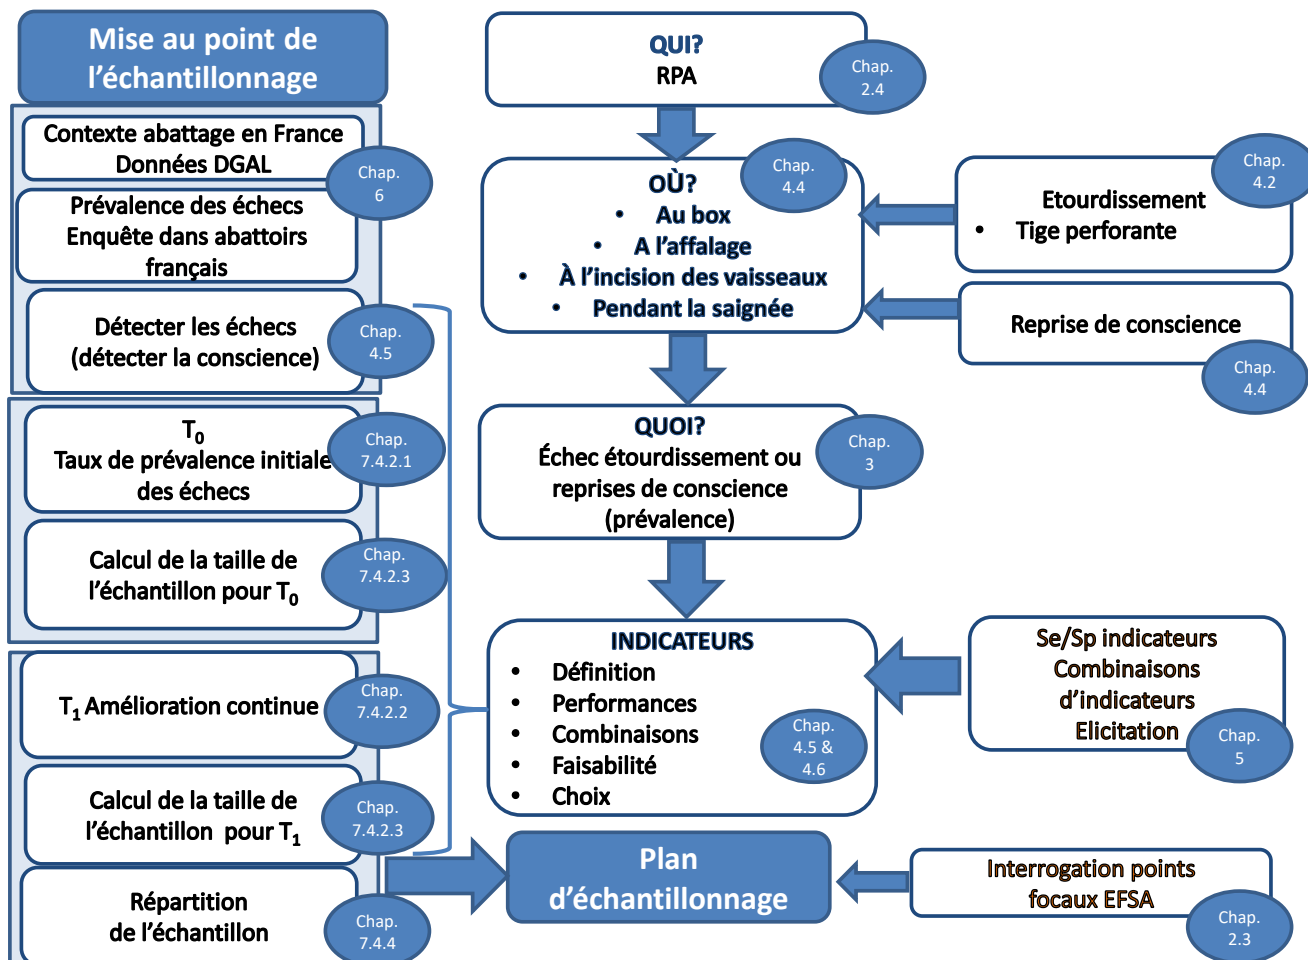 Mise au point de
l'échantillonnage
Contexte abattage en France
Données DGAL
Chap.
6
Prévalence des échecs
Enquête dans abattoirs
français
Détecter les échecs
(détecter la conscience)
Chap.
4.5
T0
Taux de prévalence initiale
des échecs
Chap.
7.4.2.1
Calcul de la taille de
l'échantillon pour T0
Chap.
7.4.2.3
T1 Amélioration continue
Chap.
7.4.2.2
Calcul de la taille de
l'échantillon pour T1
Chap.
7.4.2.3
Répartition
de l'échantillon
Chap.
7.4.4
QUI?
RPA
Chap.
2.4
OÙ?
• Au box
• A l'affalage
• À l'incision des vaisseaux
• Pendant la saignée
Chap.
4.4
Etourdissement
• Tige perforante
Chap.
4.2
Reprise de conscience
Chap.
4.4
QUOI?
Échec étourdissement ou
reprises de conscience
(prévalence)
Chap.
3
INDICATEURS
• Définition
• Performances
• Combinaisons
• Faisabilité
• Choix
Chap.
4.5 &
4.6
Se/Sp indicateurs
Combinaisons
d'indicateurs
Elicitation
Chap.
5
Plan
d'échantillonnage
Interrogation points
focaux EFSA
Chap.
2.3